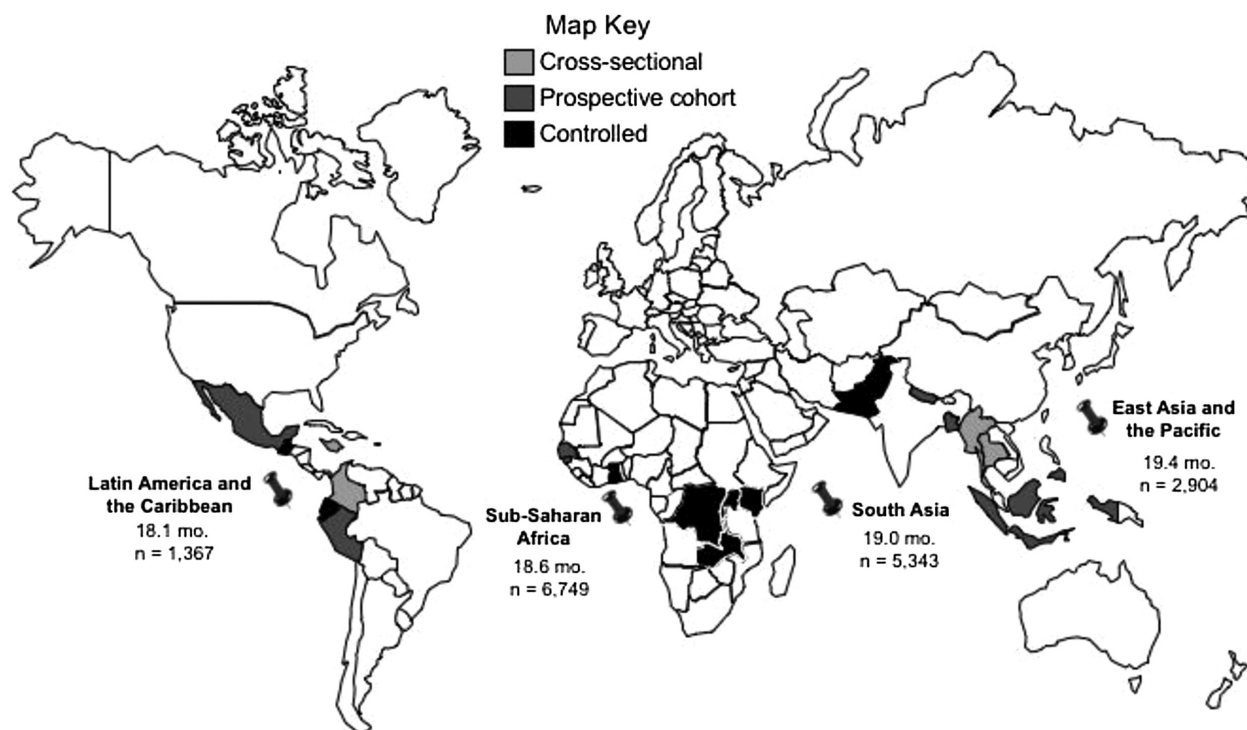 Map Key
Cross-sectional
Prospective cohort
Controlled
Latin America and
the Caribbean
18.1 mo.
n = 1,367
Sub-Saharan
Africa
18.6 mo.
n = 6,749
South Asia
19.0 mo.
n = 5,343
East Asia and
the Pacific
19.4 mo.
n = 2,904